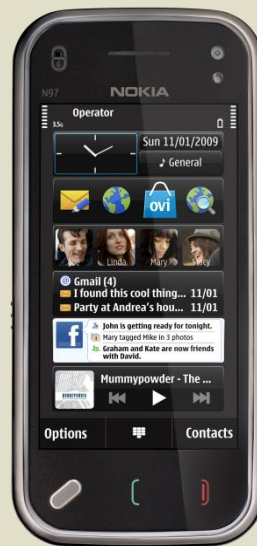 N97
NOKIA
Operator
3.5G
Sun 11/01/2009
General
ovi
Linda
Mary
Gmail (4)
I found this cool thing... 11/01
Party at Andrea's hou... 11/01
f
John is getting ready for tonight.
Mary tagged Mike in 3 photos
Graham and Kate are now friends
with David.
Mummypowder - The ...
Options
Contacts